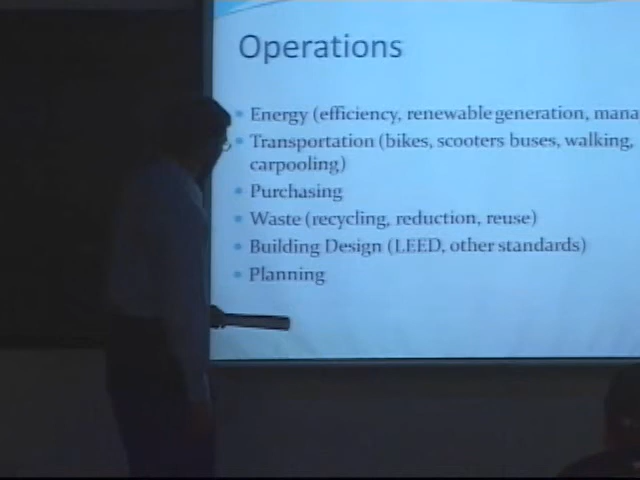 Operations
Energy (efficiency, renewable generation, mana
Transportation (bikes, scooters buses, walking,
carpooling)
Purchasing
Waste (recycling, reduction, reuse)
Building Design (LEED, other standards)
Planning